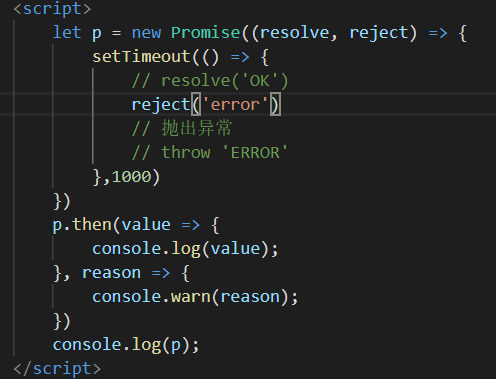 <script>
let p = new Promise((resolve, reject) => {
setTimeout(() => {
// resolve('OK')
reject('error')
// 抛出异常
// throw 'ERROR'
},1000)
})
p.then(value => {
console.log(value);
}, reason => {
console.warn(reason);
})
console.log(p);
</script>